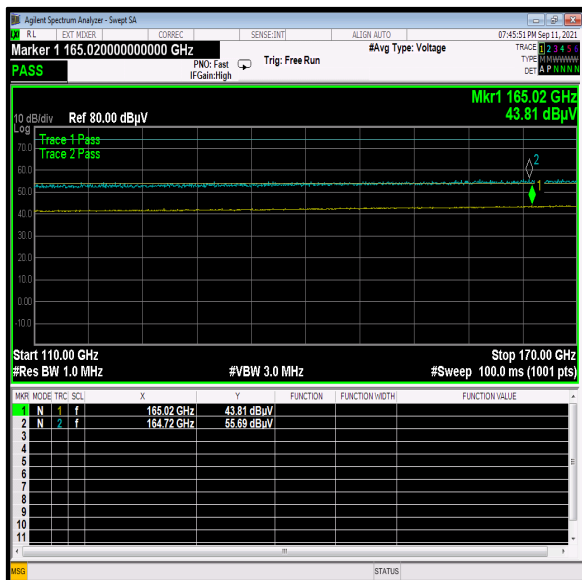 Agilent Spectrum Analyzer - Swept SA
LXI RL EXT MIXER CORREC SENSE:INT ALIGN AUTO 07:45:51 PM Sep 11, 2021
Marker 1 165.020000000000 GHz #Avg Type: Voltage TRACE 1 2 3 4 5 6
PNO: Fast Trig: Free Run TYPE MMWWWW
PASS IFGain:High DET A P N N N N
Mkr1 165.02 GHz
10 dB/div Ref 80.00 dBµV 43.81 dBµV
Log
Trace 1 Pass
70.0
Trace 2 Pass
60.0
2
50.0
1
40.0
30.0
20.0
10.0
0.00
-10.0
Start 110.00 GHz Stop 170.00 GHz
#Res BW 1.0 MHz #VBW 3.0 MHz #Sweep 100.0 ms (1001 pts)
MKR MODE TRC SCL X Y FUNCTION FUNCTION WIDTH FUNCTION VALUE
1 N 1 f 165.02 GHz 43.81 dBµV
2 N 2 f 164.72 GHz 55.69 dBµV
3
4
5
6
7
8
9
10
11
MSG STATUS